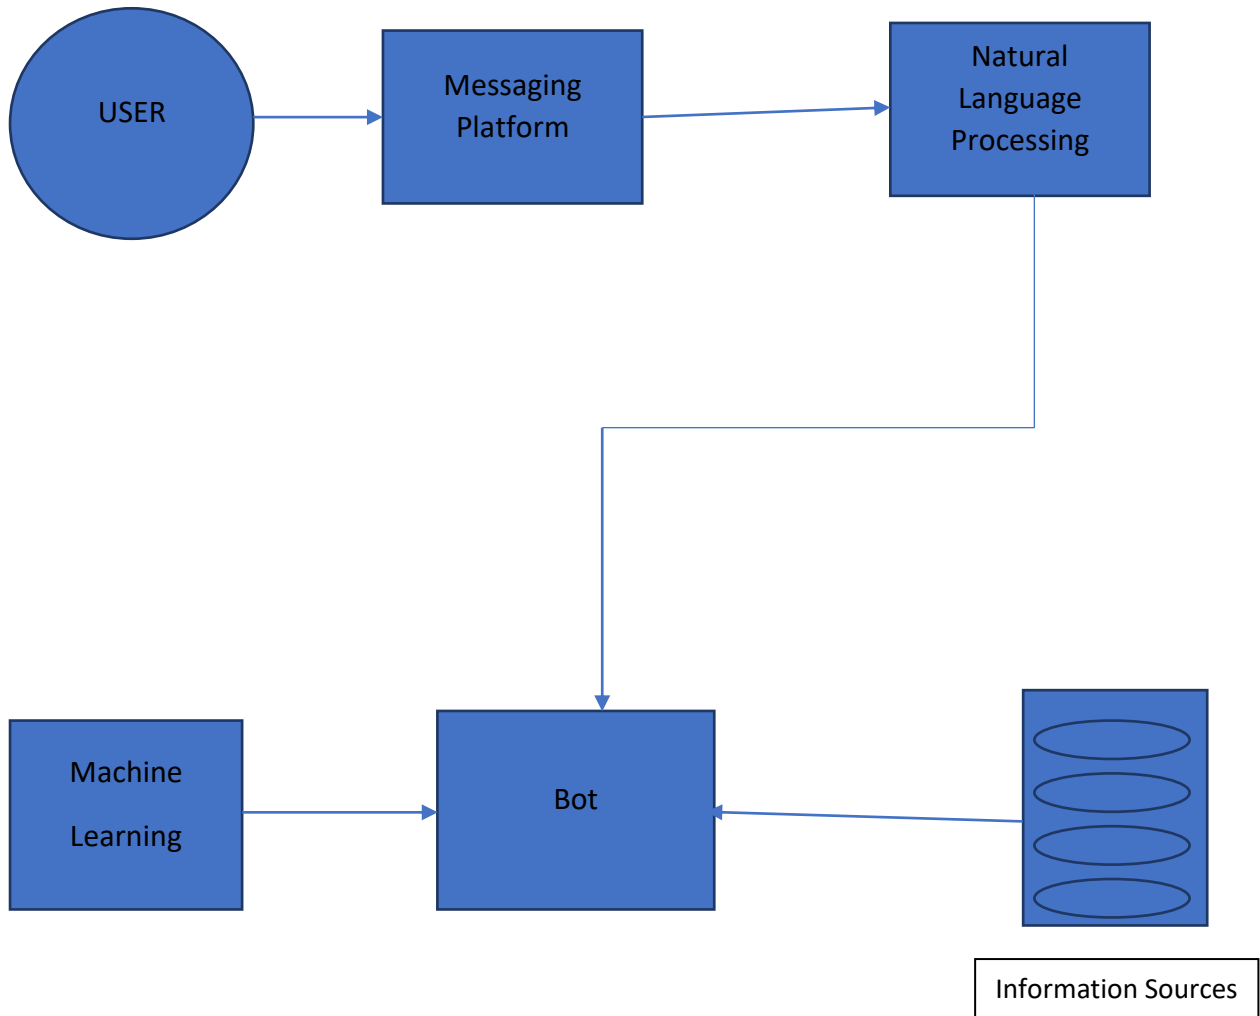 USER
Messaging
Platform
Natural
Language
Processing
Machine
Learning
Bot
Information Sources